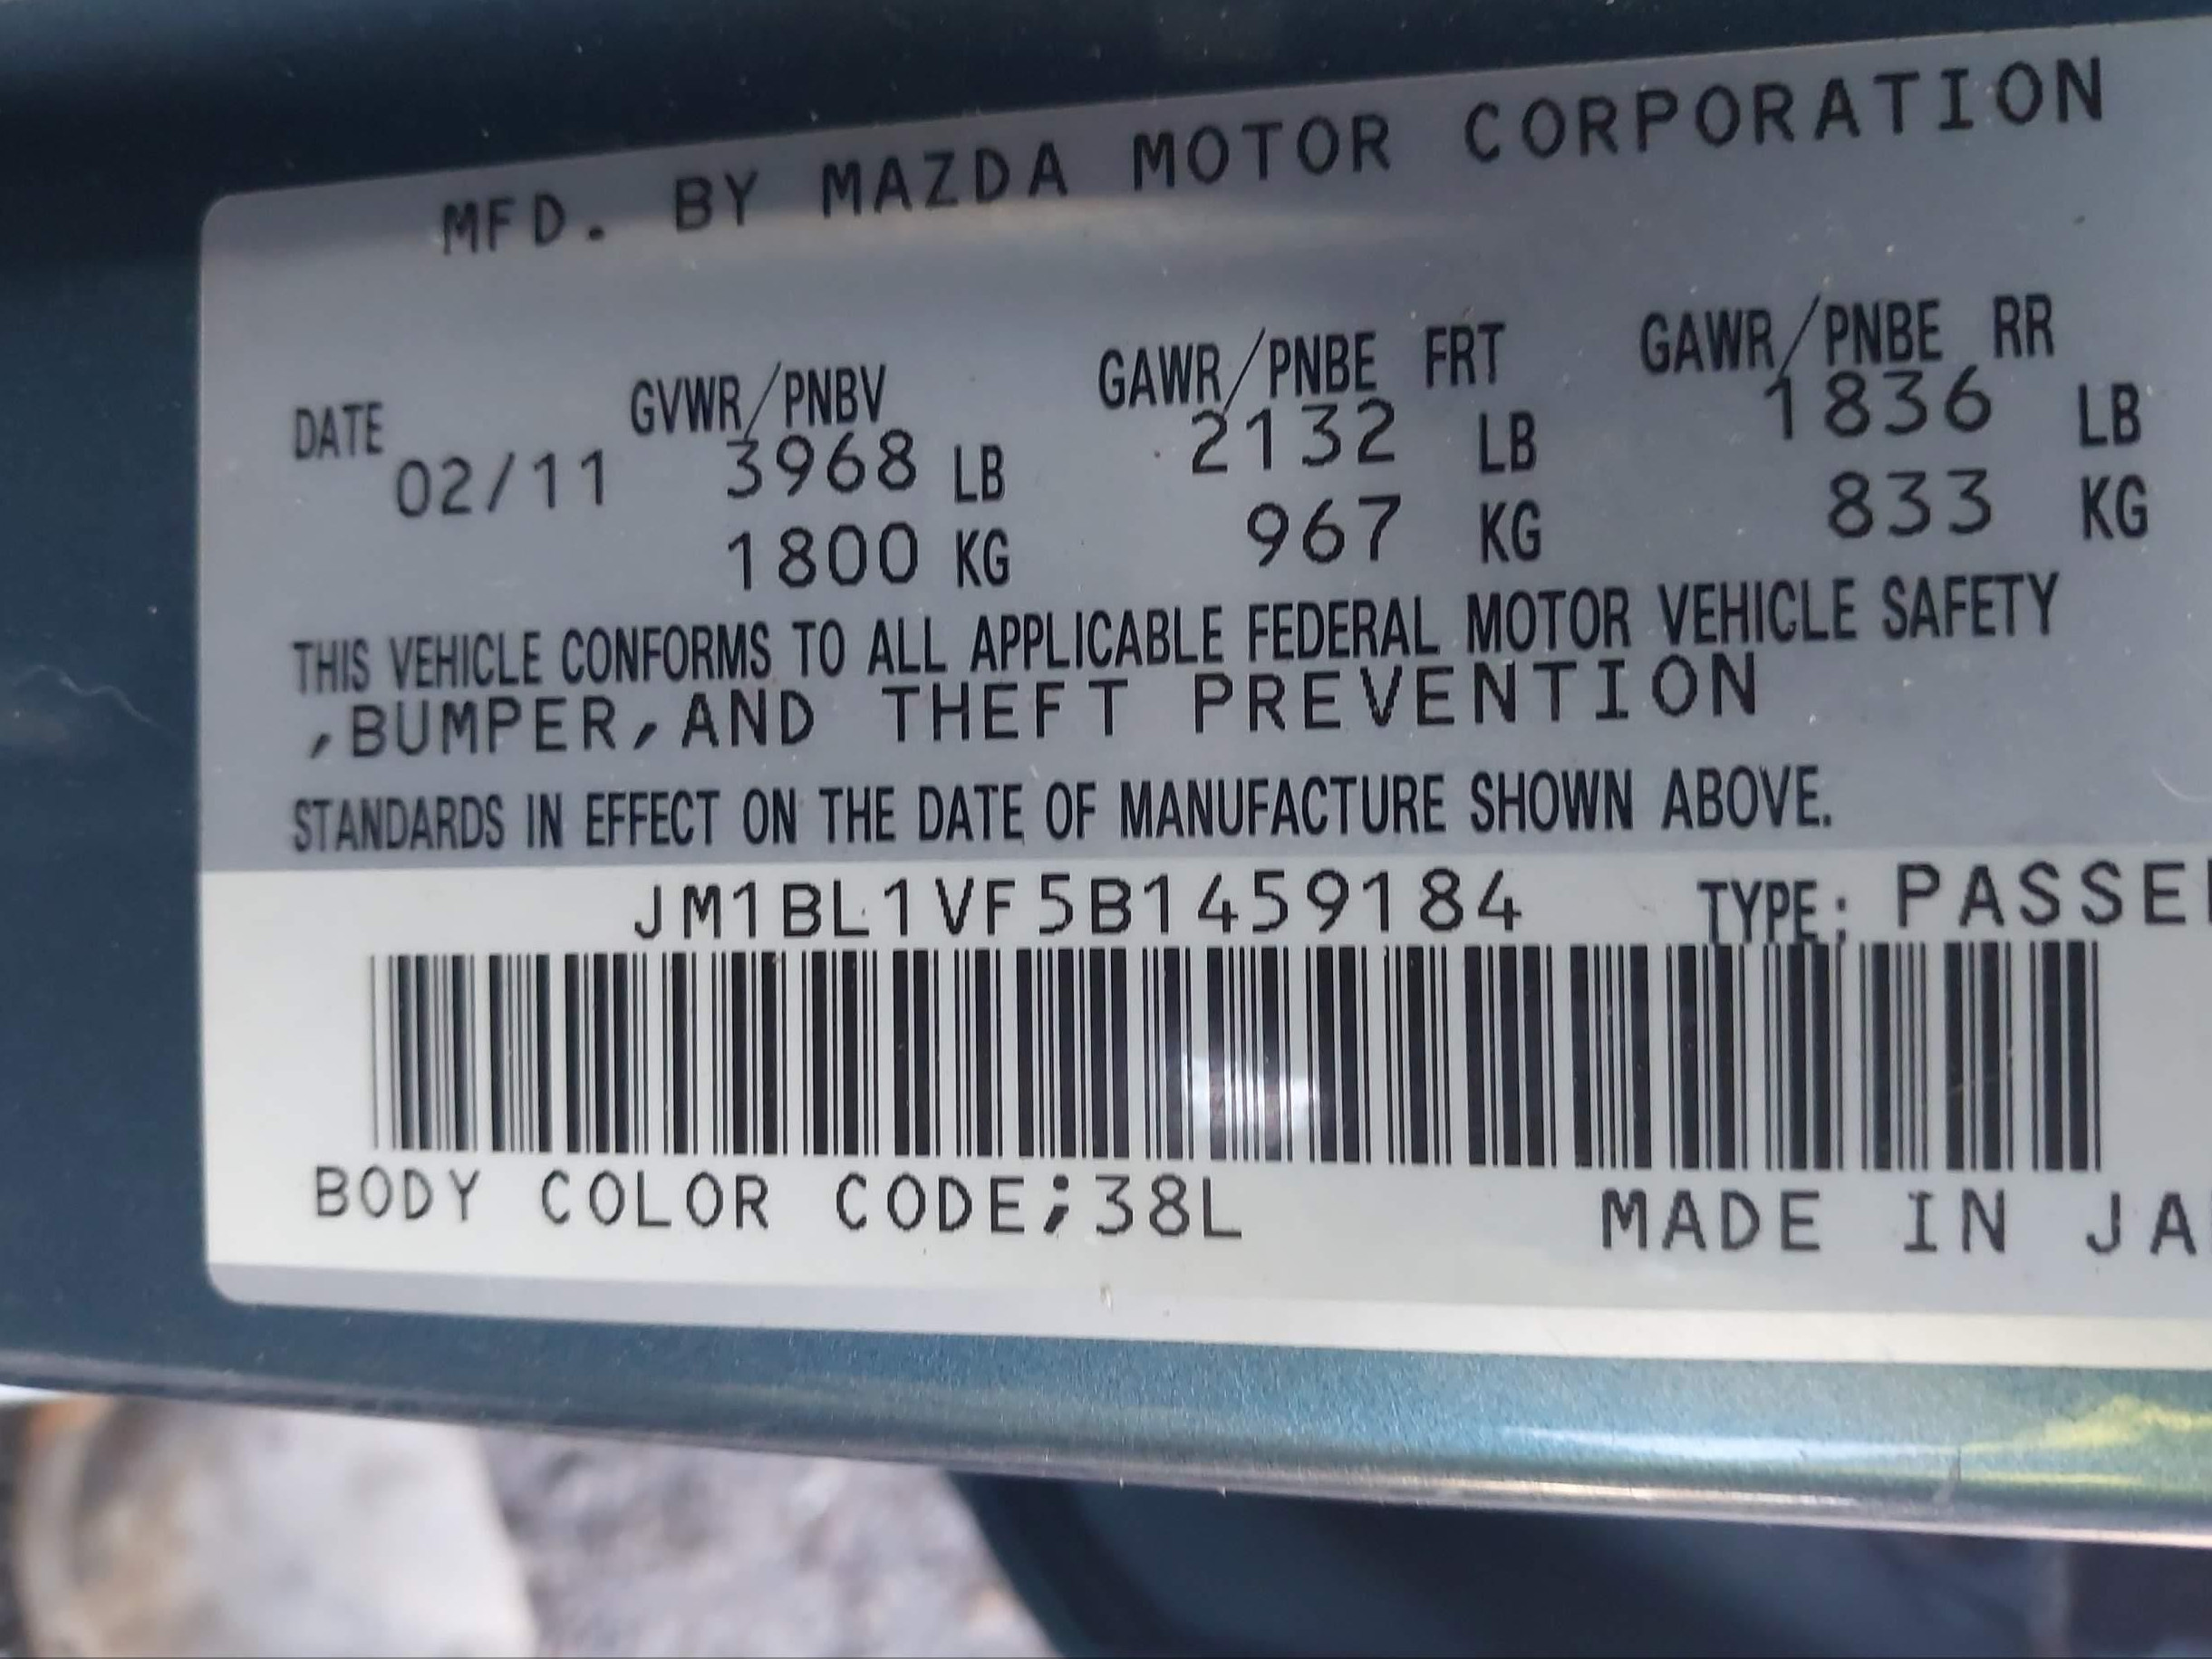 MFD. BY MAZDA MOTOR CORPORATION
DATE GVWR/PNBV GAWR/PNBE FRT GAWR/PNBE RR
02/11 3968 LB 2132 LB 1836 LB
1800 KG 967 KG 833 KG
THIS VEHICLE CONFORMS TO ALL APPLICABLE FEDERAL MOTOR VEHICLE SAFETY
,BUMPER,AND THEFT PREVENTION
STANDARDS IN EFFECT ON THE DATE OF MANUFACTURE SHOWN ABOVE.
JM1BL1VF5B1459184 TYPE: PASSE
BODY COLOR CODE;38L MADE IN JA